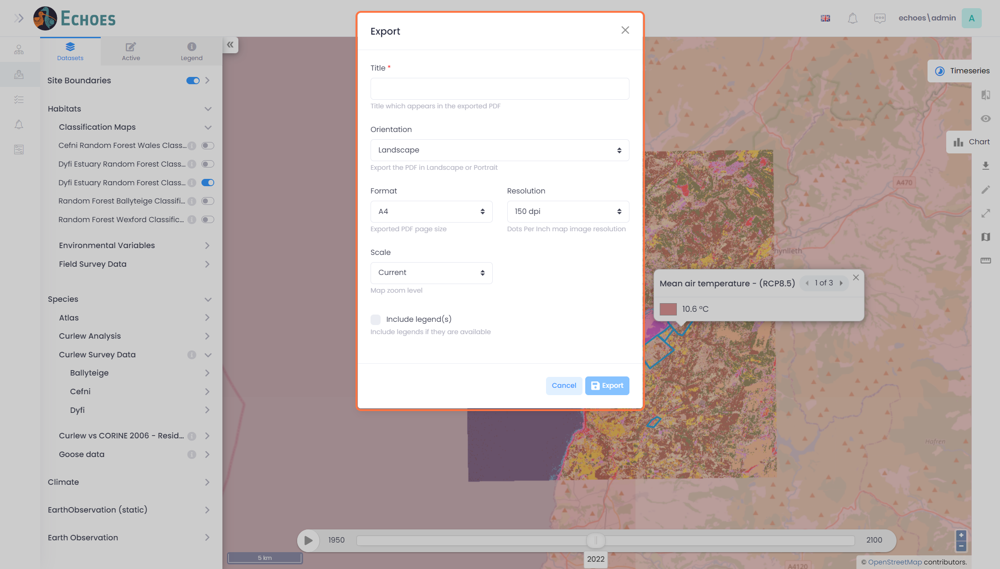 ECHOES
echoes\admin
A
Datasets
Active
Legend
Site Boundaries
Habitats
Classification Maps
Cefni Random Forest Wales Class...
Dyfi Estuary Random Forest Class...
Dyfi Estuary Random Forest Class...
Random Forest Ballyteige Classifi...
Random Forest Wexford Classific...
Environmental Variables
Field Survey Data
Species
Atlas
Curlew Analysis
Curlew Survey Data
Ballyteige
Cefni
Dyfi
Curlew vs CORINE 2006 - Resid...
Goose data
Climate
EarthObservation (static)
Earth Observation
Export
Title *
Title which appears in the exported PDF
Orientation
Landscape
Export the PDF in Landscape or Portrait
Format
Resolution
A4
150 dpi
Exported PDF page size
Dots Per Inch map image resolution
Scale
Current
Map zoom level
Include legend(s)
Include legends if they are available
Cancel
Export
Timeseries
Chart
A470
hynlleth
Mean air temperature - (RCP8.5)
1 of 3
10.6 °C
Hafren
1950
2100
2022
5 km
+
−
A4120
© OpenStreetMap contributors.